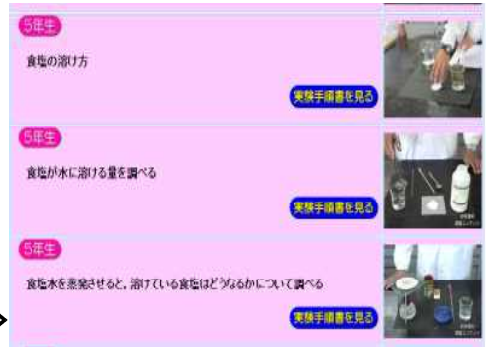 5年生
食塩の溶け方
実験手順書を見る
5年生
食塩が水に溶ける量を調べる
実験手順書を見る
5年生
食塩水を蒸発させると，溶けている食塩はどうなるかについて調べる
実験手順書を見る